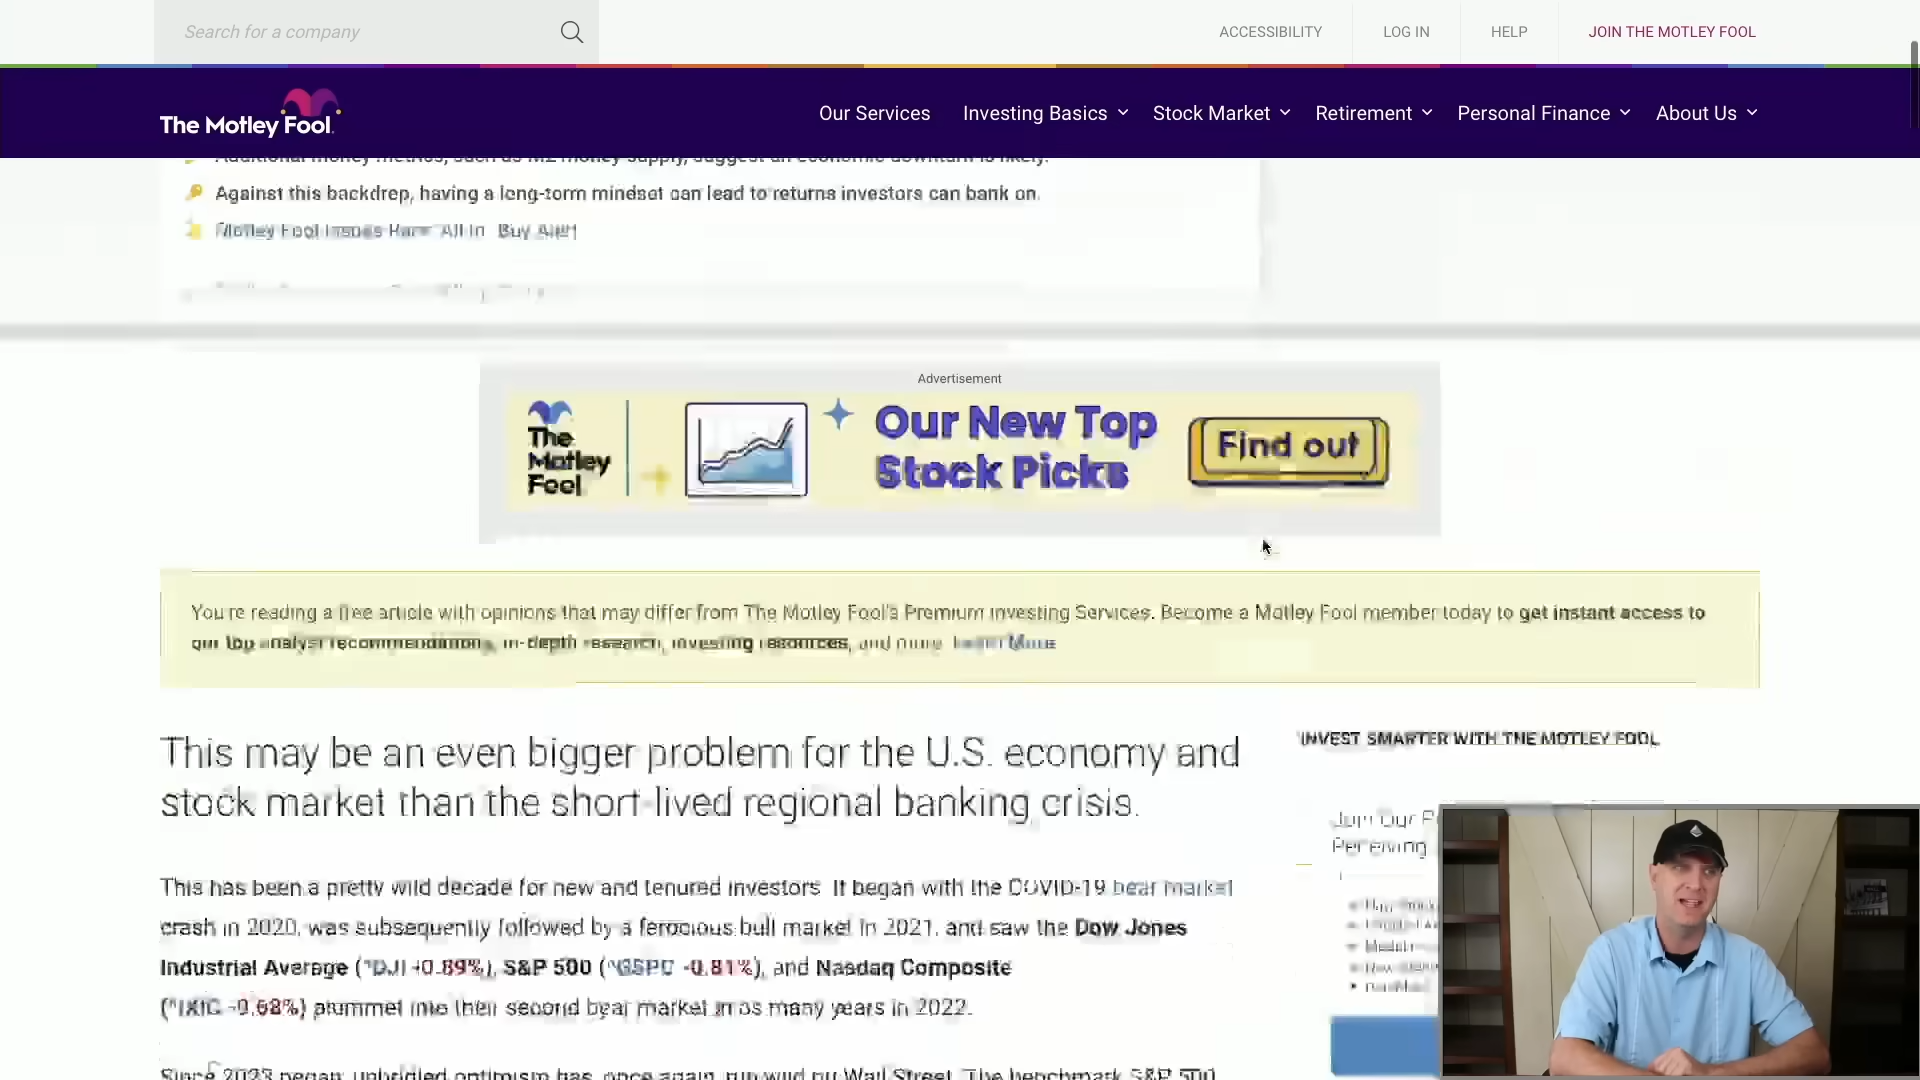 Search for a company
ACCESSIBILITY
LOG IN
HELP
JOIN THE MOTLEY FOOL
The Motley Fool.
Our Services
Investing Basics
Stock Market
Retirement
Personal Finance
About Us
Additional money metrics, such as M2 money supply, suggest an economic downturn is likely.
Against this backdrop, having a long-term mindset can lead to returns investors can bank on.
Motley Fool Issues Rare "All In" Buy Alert
Advertisement
The
Motley
Fool
Our New Top
Stock Picks
Find out
You're reading a free article with opinions that may differ from The Motley Fool's Premium Investing Services. Become a Motley Fool member today to get instant access to
our top analyst recommendations, in-depth research, investing resources, and more. Learn More
This may be an even bigger problem for the U.S. economy and
stock market than the short-lived regional banking crisis.
INVEST SMARTER WITH THE MOTLEY FOOL
Join Our
Receiving
This has been a pretty wild decade for new and tenured investors. It began with the COVID-19 bear market
crash in 2020, was subsequently followed by a ferocious bull market in 2021, and saw the Dow Jones
Industrial Average (^DJI -0.89%), S&P 500 (^GSPC -0.81%), and Nasdaq Composite
(^IXIC -0.68%) plummet into their second bear market in as many years in 2022.
Since 2023 began, unbridled optimism has, once again, run wild on Wall Street. The benchmark S&P 500